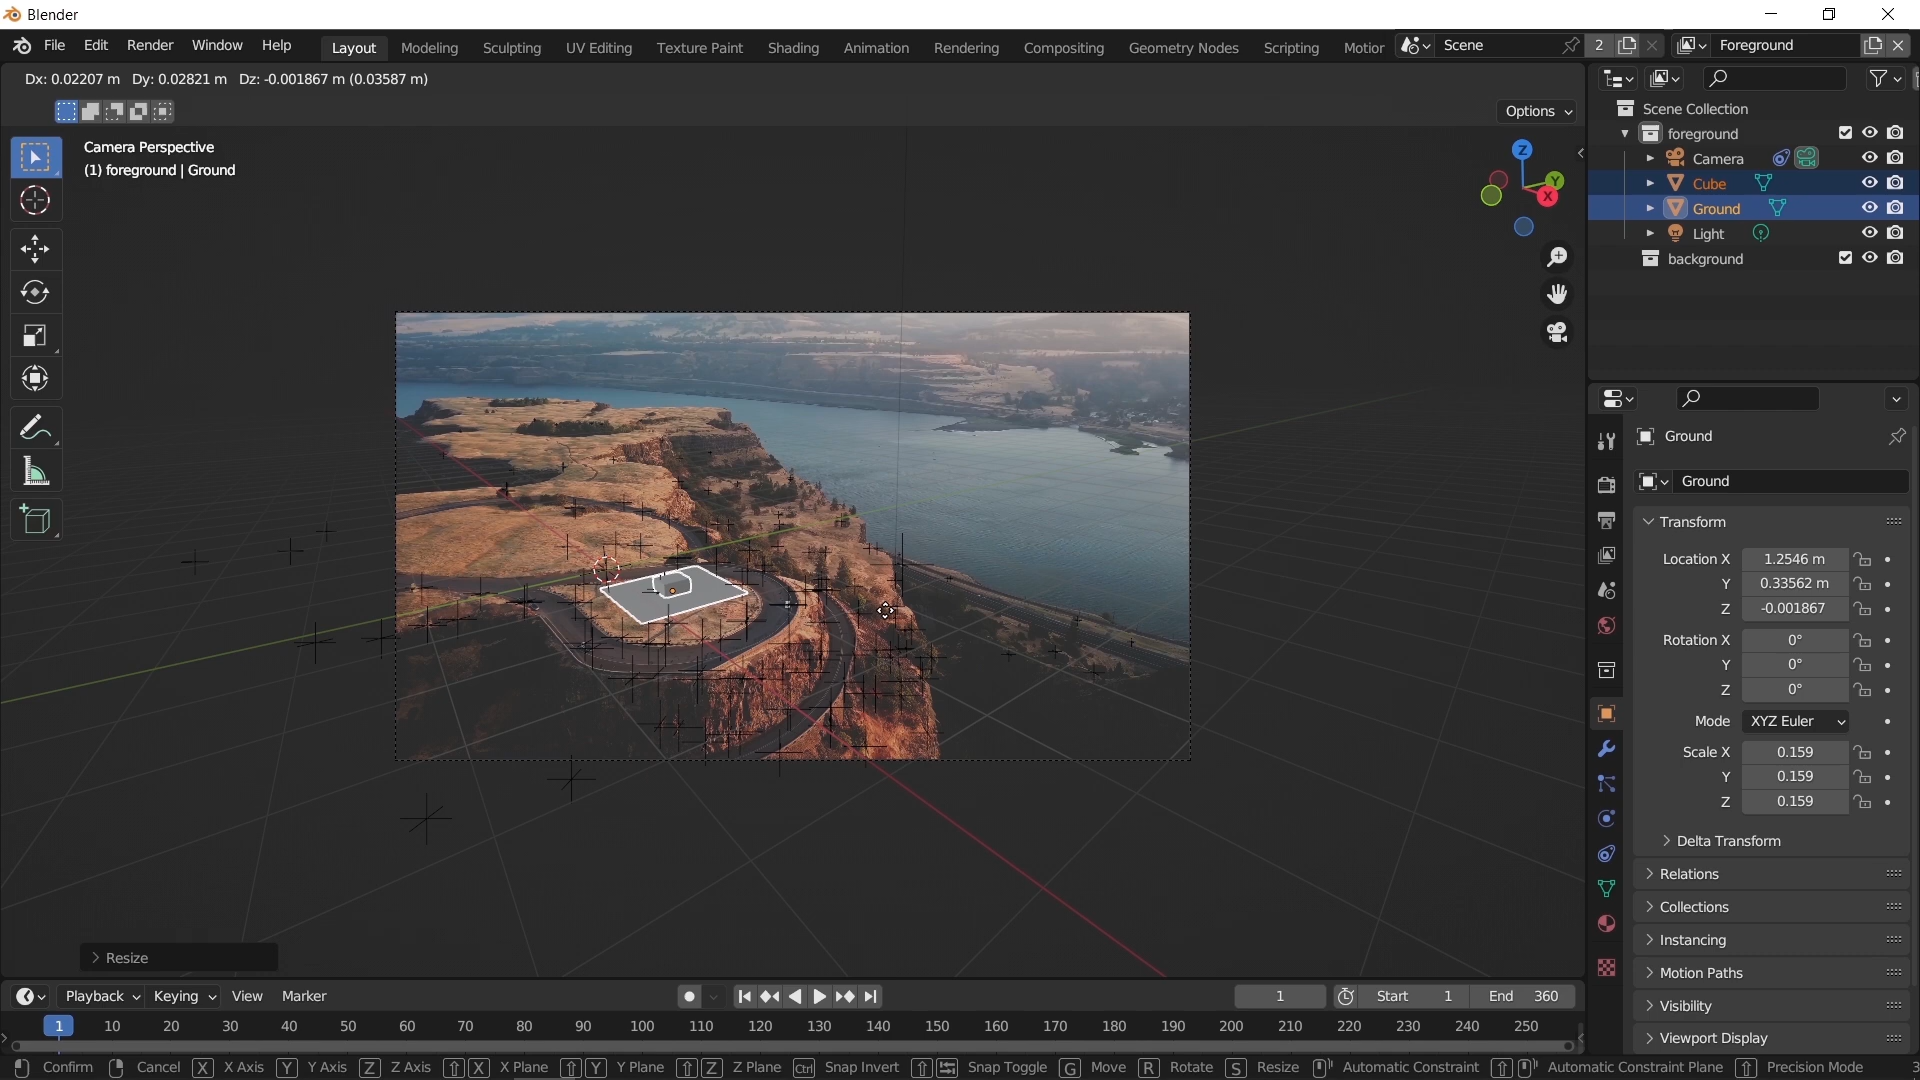 Blender
File Edit Render Window Help Layout Modeling Sculpting UV Editing Texture Paint Shading Animation Rendering Compositing Geometry Nodes Scripting Motior Scene 2 Foreground
Dx: 0.02207 m Dy: 0.02821 m Dz: -0.001867 m (0.03587 m)
Options
Camera Perspective
(1) foreground | Ground
Z
Y
X
Scene Collection
foreground
Camera
Cube
Ground
Light
background
Ground
Ground
Transform
Location X 1.2546 m
Y 0.33562 m
Z -0.001867
Rotation X 0°
Y 0°
Z 0°
Mode XYZ Euler
Scale X 0.159
Y 0.159
Z 0.159
Delta Transform
Relations
Collections
Instancing
Motion Paths
Visibility
Viewport Display
Resize
Playback Keying View Marker 1 Start 1 End 360
1 10 20 30 40 50 60 70 80 90 100 110 120 130 140 150 160 170 180 190 200 210 220 230 240 250
Confirm Cancel X X Axis Y Y Axis Z Z Axis X X Plane Y Y Plane Z Z Plane Ctrl Snap Invert Snap Toggle G Move R Rotate S Resize Automatic Constraint Automatic Constraint Plane Precision Mode